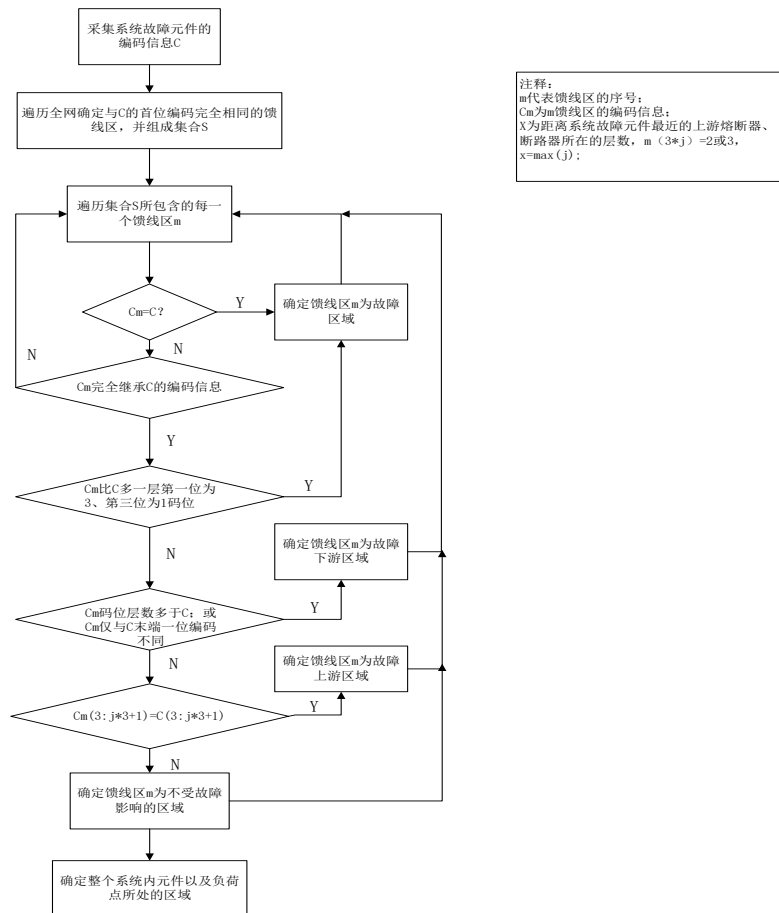 采集系统故障元件的
编码信息C
遍历全网确定与C的首位编码完全相同的馈
线区，并组成集合S
遍历集合S所包含的每一
个馈线区m
Cm=C?
Y
确定馈线区m为故障
区域
N
N
Cm完全继承C的编码信息
Y
Cm比C多一层第一位为
3、第三位为1码位
Y
N
确定馈线区m为故障
下游区域
Cm码位层数多于C；或
Cm仅与C末端一位编码
不同
Y
N
确定馈线区m为故障
上游区域
Cm(3:j*3+1)=C(3:j*3+1)
Y
N
确定馈线区m为不受故障
影响的区域
确定整个系统内元件以及负荷
点所处的区域
注释：
m代表馈线区的序号；
Cm为m馈线区的编码信息；
X为距离系统故障元件最近的上游熔断器、
断路器所在的层数，m（3*j）=2或3，
x=max(j);